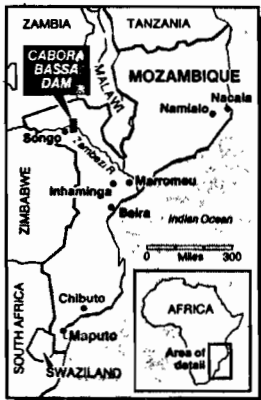 ZAMBIA
TANZANIA
CABORA
BASSA
DAM
MALAWI
MOZAMBIQUE
Nacala
Namialo
Songo
Zambezi R.
ZIMBABWE
Inhaminga
Marromeu
Beira
Indian Ocean
0
Miles
300
Chibuto
SOUTH AFRICA
Maputo
SWAZILAND
AFRICA
Area of
detail